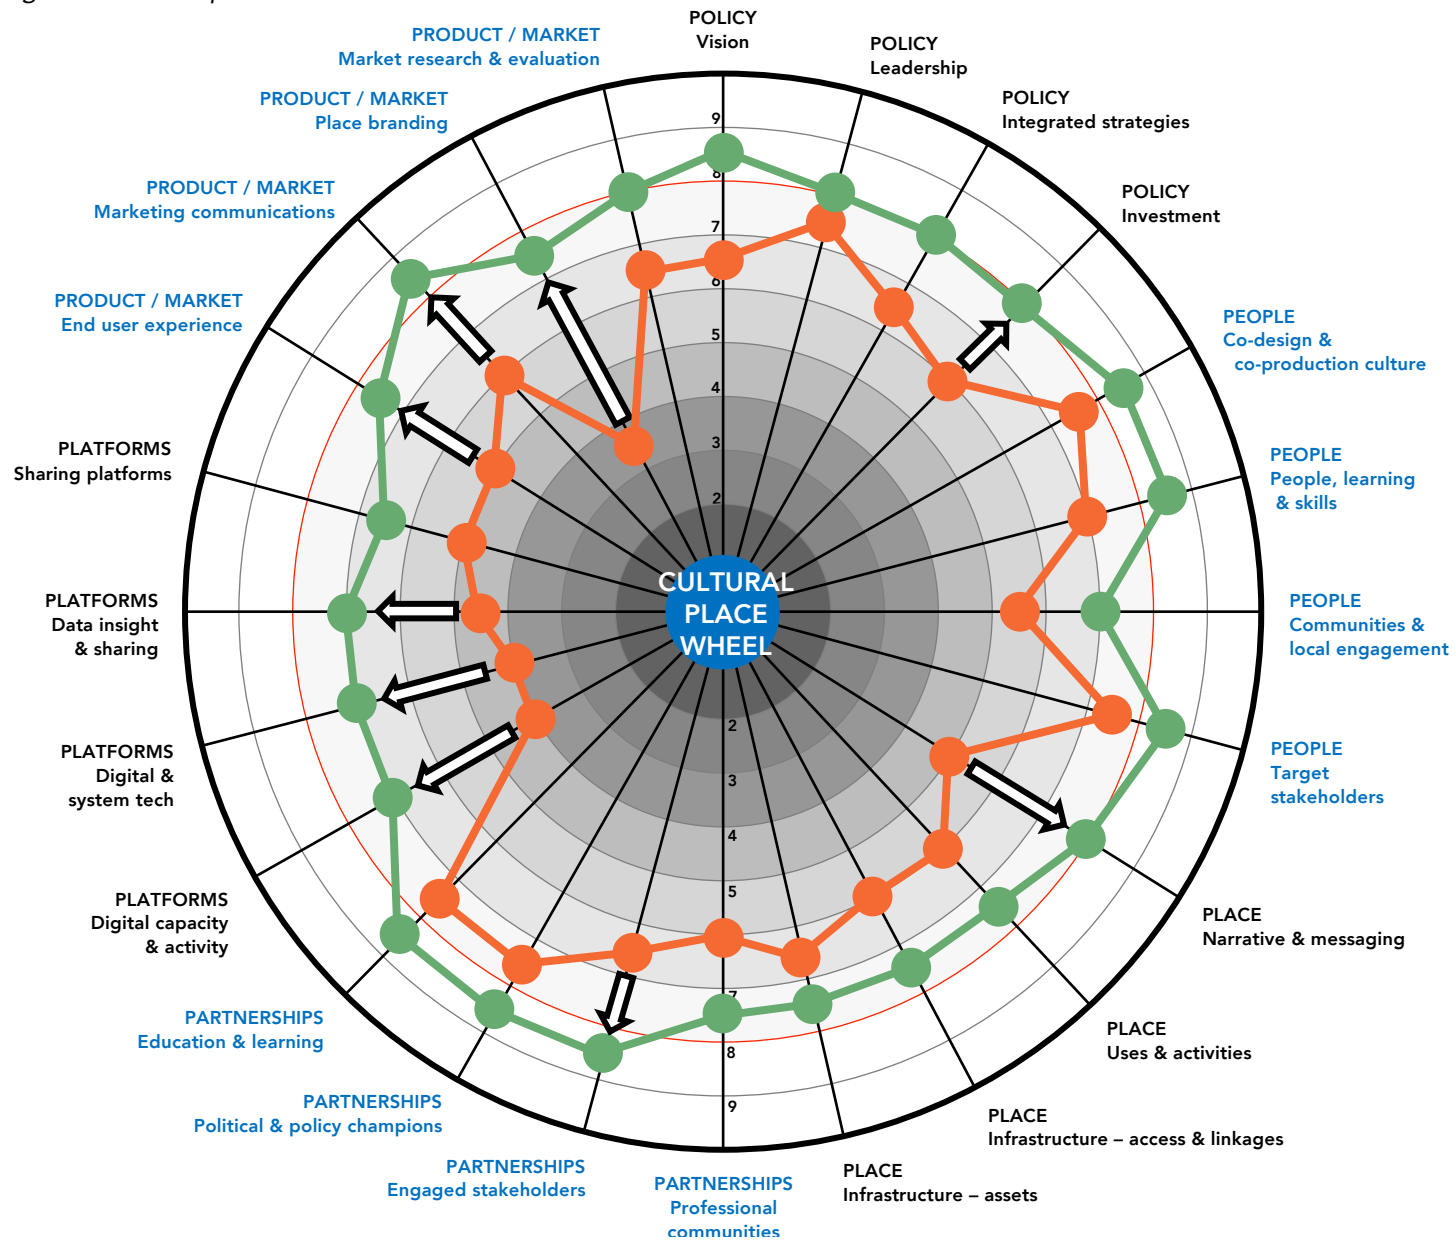 POLICY
Vision
POLICY
Leadership
POLICY
Integrated strategies
POLICY
Investment
PEOPLE
Co-design &
co-production culture
PEOPLE
People, learning
& skills
PEOPLE
Communities &
local engagement
PEOPLE
Target
stakeholders
PLACE
Narrative & messaging
PLACE
Uses & activities
PLACE
Infrastructure – access & linkages
PLACE
Infrastructure – assets
PARTNERSHIPS
Professional
communities
PARTNERSHIPS
Engaged stakeholders
PARTNERSHIPS
Political & policy champions
PARTNERSHIPS
Education & learning
PLATFORMS
Digital capacity
& activity
PLATFORMS
Digital &
system tech
PLATFORMS
Data insight
& sharing
PLATFORMS
Sharing platforms
PRODUCT / MARKET
End user experience
PRODUCT / MARKET
Marketing communications
PRODUCT / MARKET
Place branding
PRODUCT / MARKET
Market research & evaluation
9
8
7
6
5
4
3
2
CULTURAL
PLACE
WHEEL
2
3
4
5
7
8
9